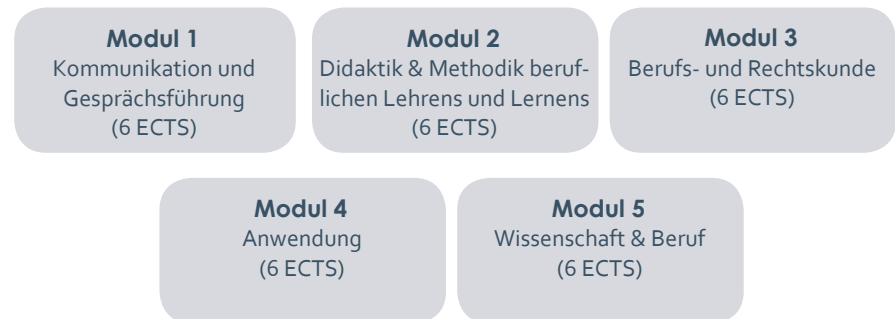 Modul 1
Kommunikation und
Gesprächsführung
(6 ECTS)
Modul 2
Didaktik & Methodik beruf-
lichen Lehrens und Lernens
(6 ECTS)
Modul 3
Berufs- und Rechtskunde
(6 ECTS)
Modul 4
Anwendung
(6 ECTS)
Modul 5
Wissenschaft & Beruf
(6 ECTS)